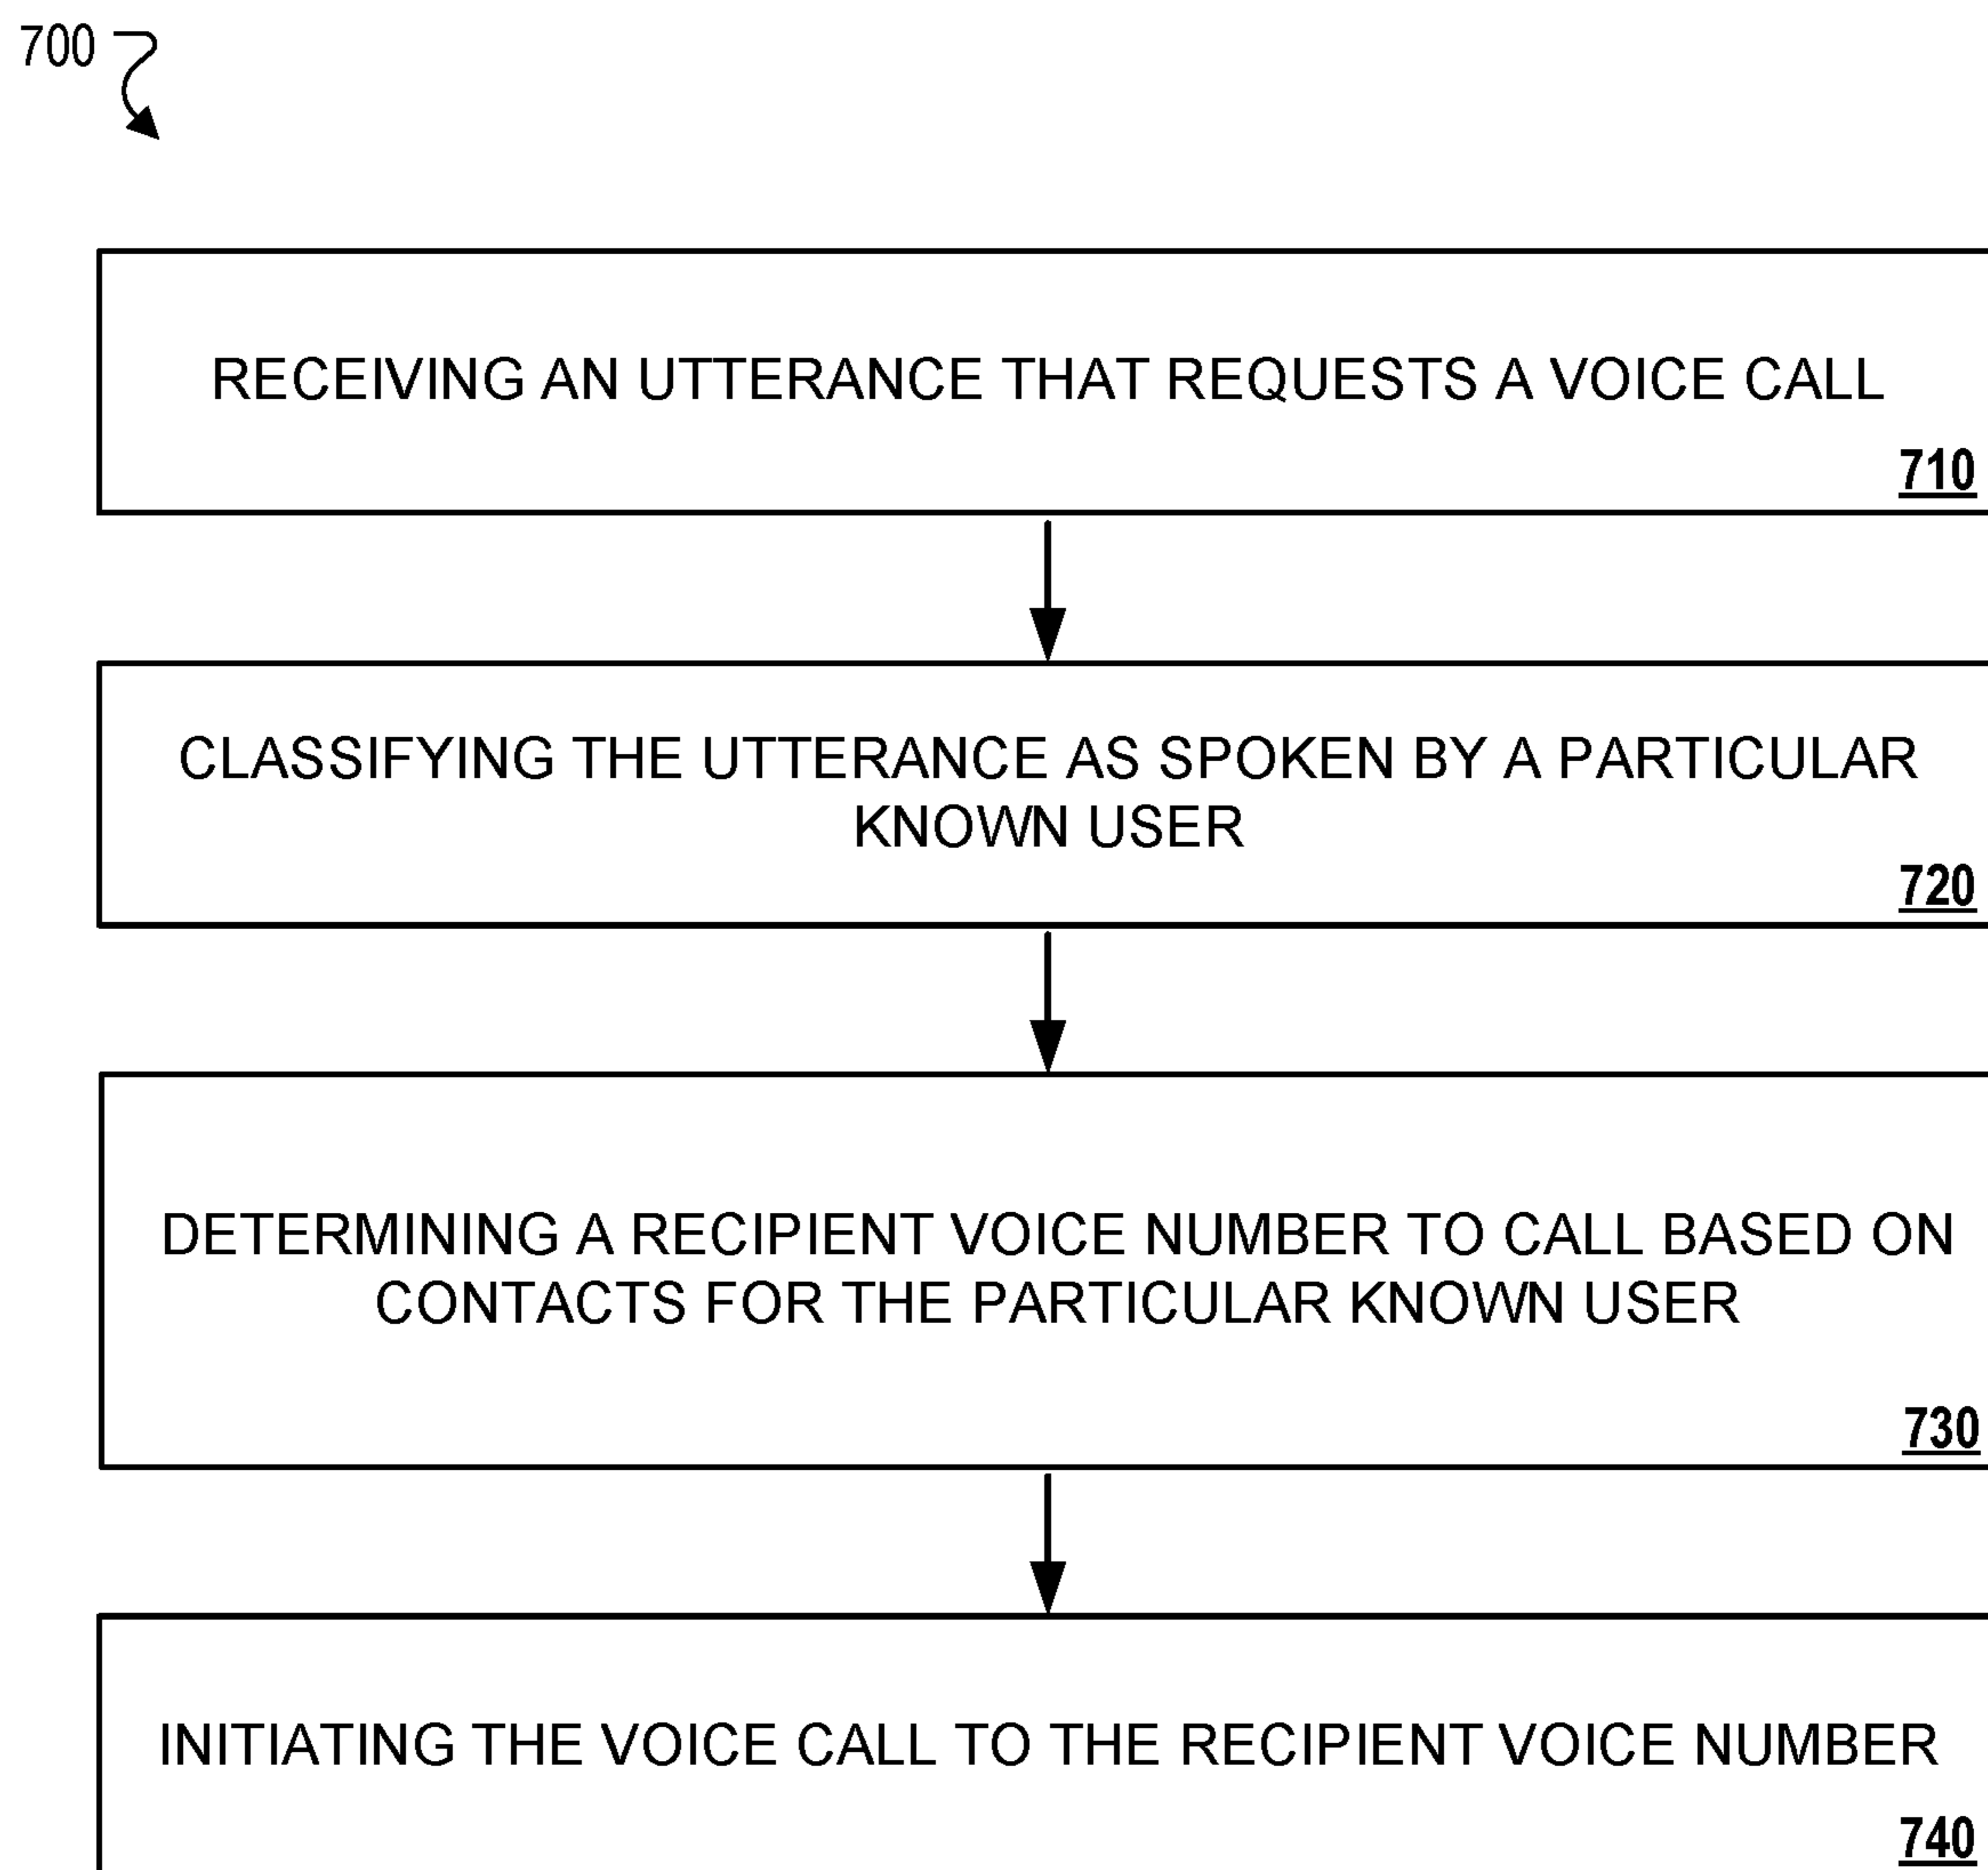 700
RECEIVING AN UTTERANCE THAT REQUESTS A VOICE CALL
710
CLASSIFYING THE UTTERANCE AS SPOKEN BY A PARTICULAR
KNOWN USER
720
DETERMINING A RECIPIENT VOICE NUMBER TO CALL BASED ON
CONTACTS FOR THE PARTICULAR KNOWN USER
730
INITIATING THE VOICE CALL TO THE RECIPIENT VOICE NUMBER
740